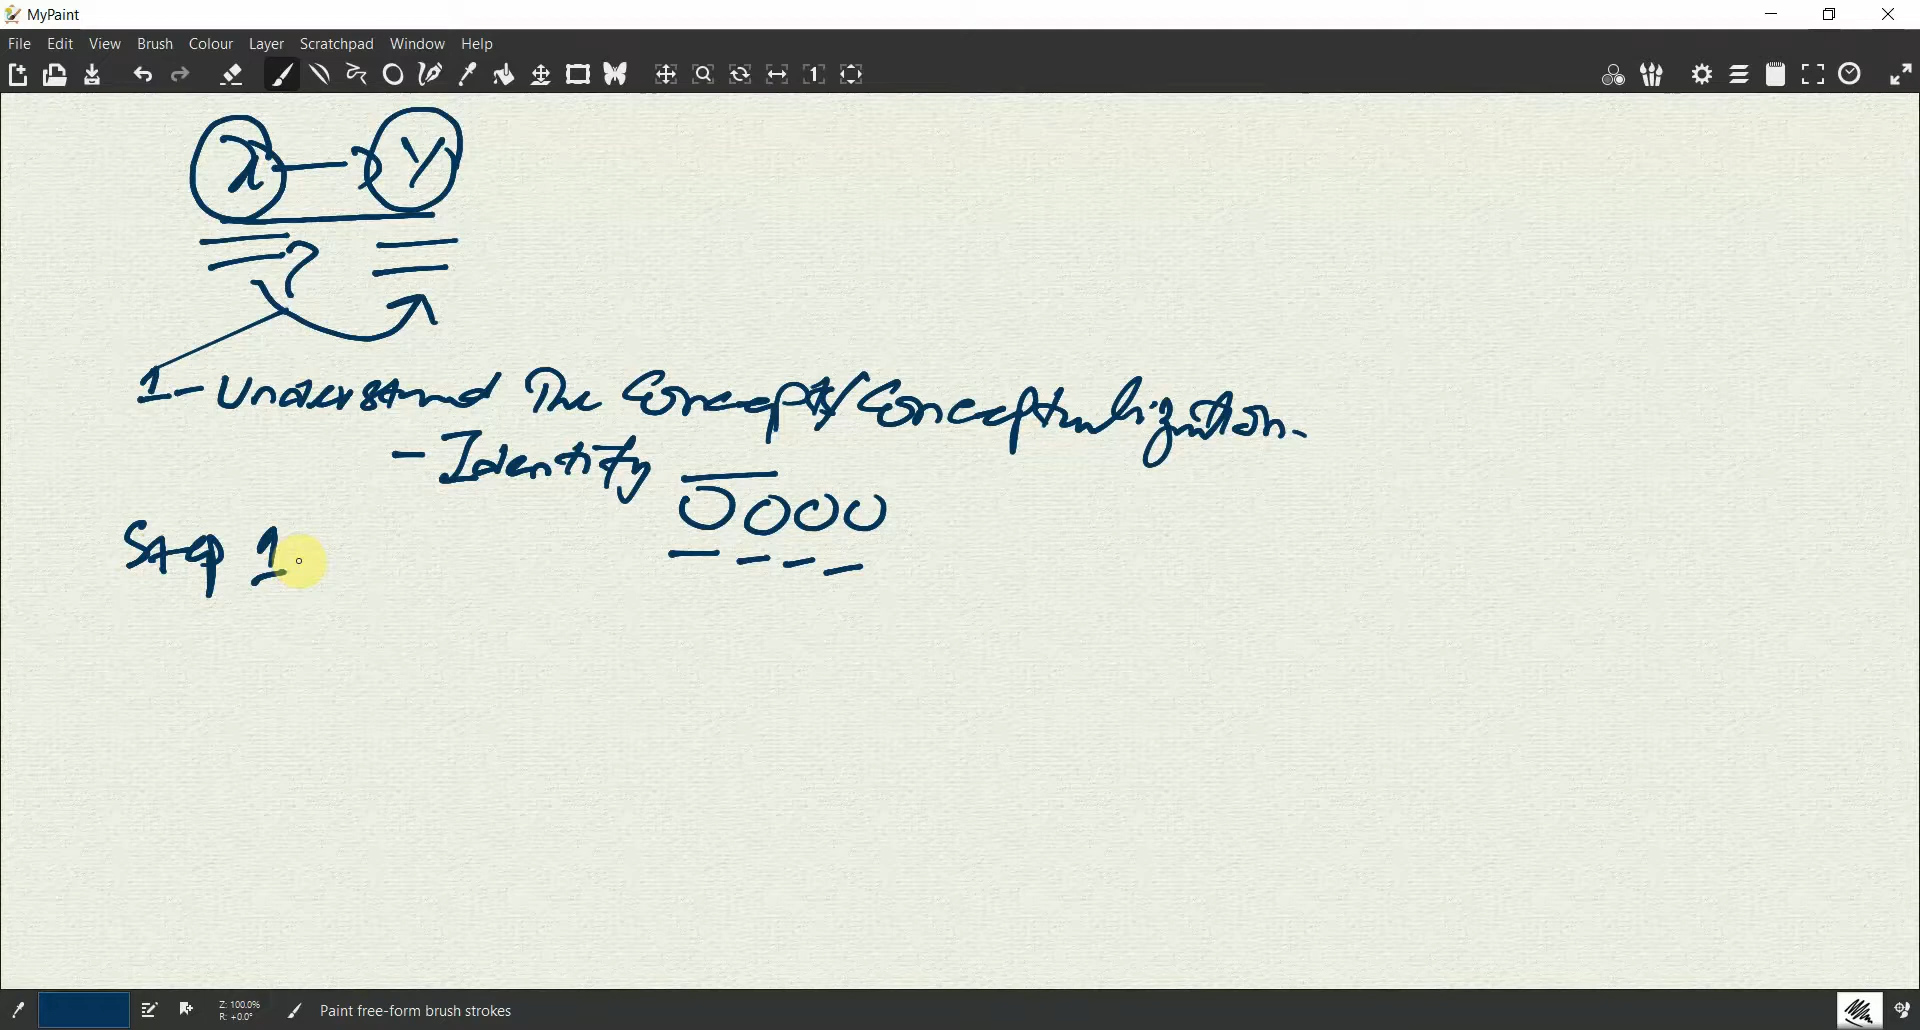 MyPaint
File Edit View Brush Colour Layer Scratchpad Window Help
X Y
?
1- Understand The Concepts/Conceptualization.
- Identify
Step 1
Z: 100.0%
R: +0.0°
Paint free-form brush strokes